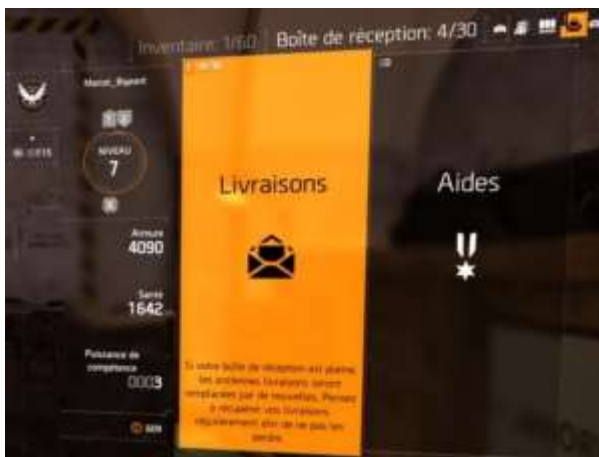 Inventaire: 1/60
Boîte de réception: 4/30
NIVEAU
7
Armure
4090
Santé
1642
Puissance de
compétence
0003
Livraisons
Si votre boîte de réception est pleine,
les anciennes livraisons seront
remplacées par de nouvelles. Pensez
à récupérer vos livraisons
régulièrement afin de ne pas les
perdre.
Aides